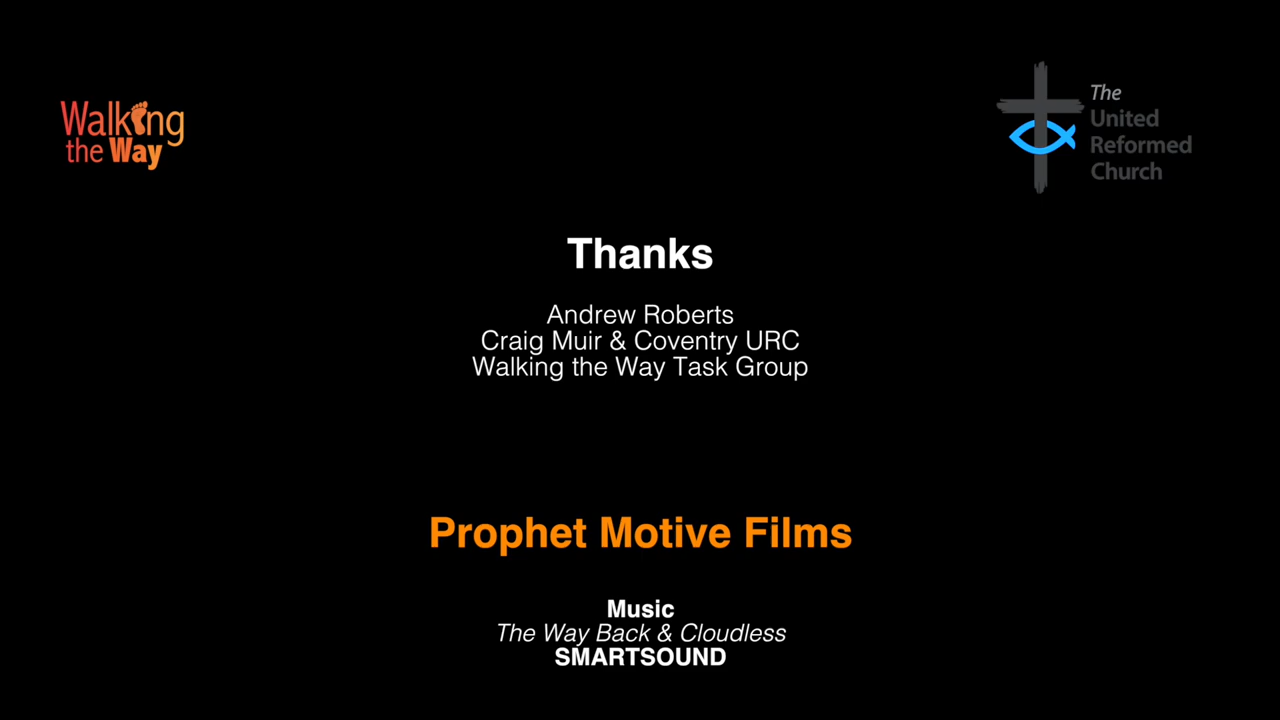 Walking
the Way
The
United
Reformed
Church
Thanks
Andrew Roberts
Craig Muir & Coventry URC
Walking the Way Task Group
Prophet Motive Films
Music
The Way Back & Cloudless
SMARTSOUND